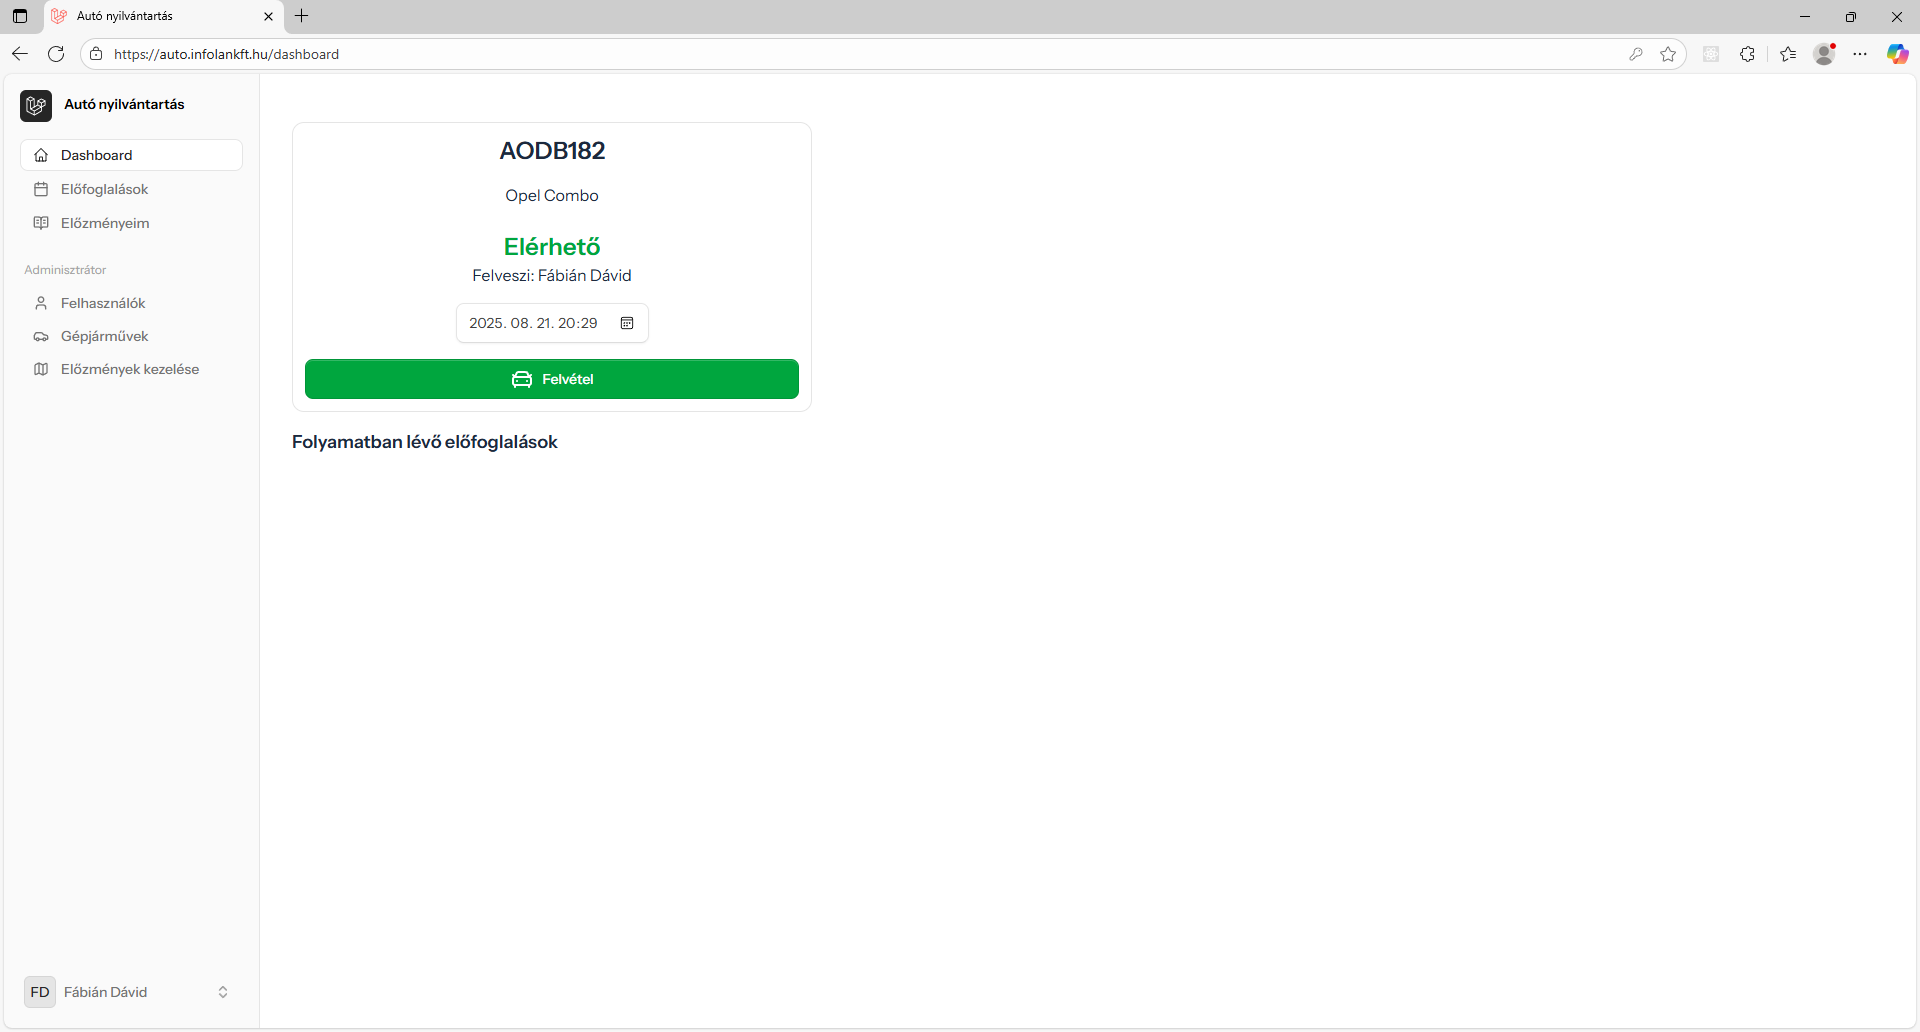 Autó nyilvántartás
https://auto.infolankft.hu/dashboard
Autó nyilvántartás
Dashboard
Előfoglalások
Előzményeim
Adminisztrátor
Felhasználók
Gépjárművek
Előzmények kezelése
FD Fábián Dávid
AODB182
Opel Combo
Elérhető
Felveszi: Fábián Dávid
2025. 08. 21. 20:29
Felvétel
Folyamatban lévő előfoglalások